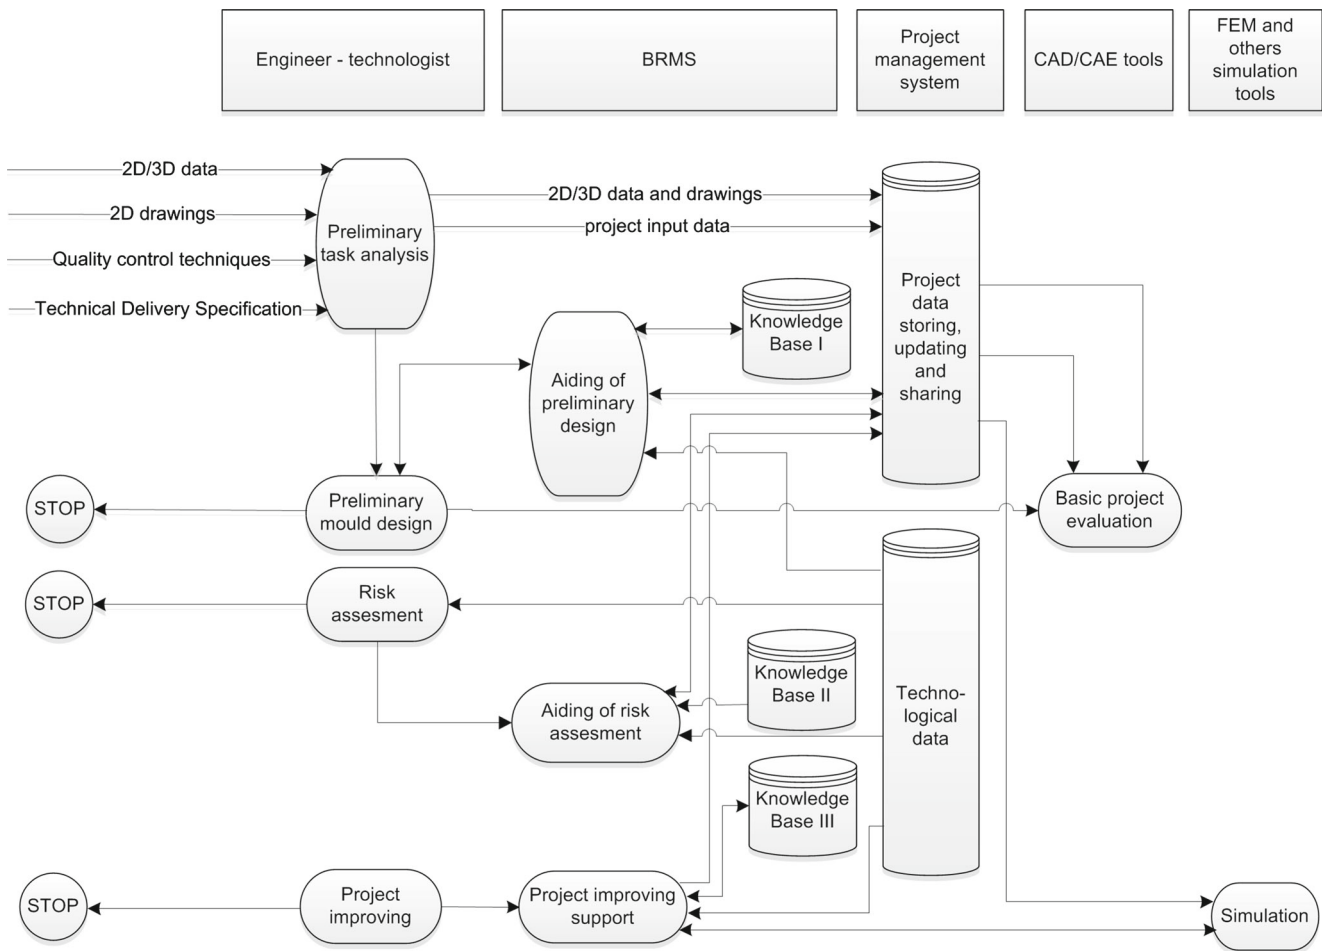 Engineer - technologist
BRMS
Project
management
system
CAD/CAE tools
FEM and
others
simulation
tools
2D/3D data
2D drawings
Quality control techniques
Technical Delivery Specification
Preliminary
task analysis
2D/3D data and drawings
project input data
Project
data
storing,
updating
and
sharing
Knowledge
Base I
Aiding of
preliminary
design
STOP
Preliminary
mould design
Basic project
evaluation
STOP
Risk
assesment
Knowledge
Base II
Aiding of risk
assesment
Techno-
logical
data
Knowledge
Base III
STOP
Project
improving
Project improving
support
Simulation